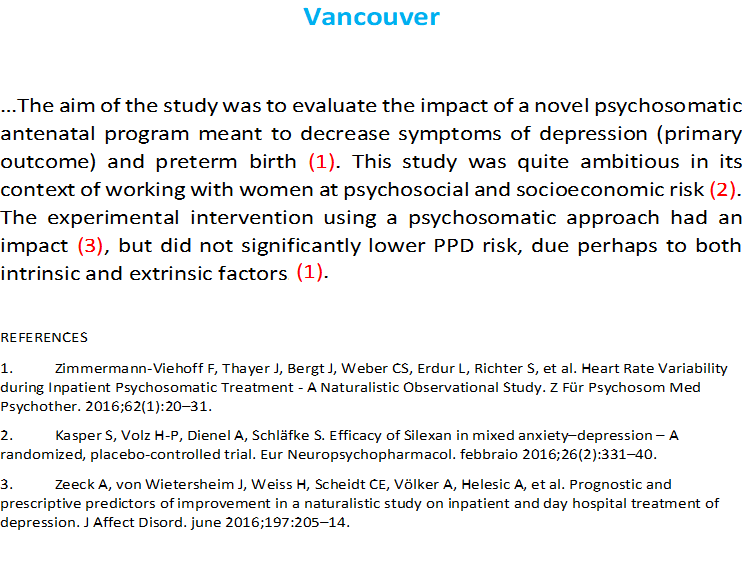 Vancouver
...The aim of the study was to evaluate the impact of a novel psychosomatic
antenatal program meant to decrease symptoms of depression (primary
outcome) and preterm birth (1). This study was quite ambitious in its
context of working with women at psychosocial and socioeconomic risk (2).
The experimental intervention using a psychosomatic approach had an
impact (3), but did not significantly lower PPD risk, due perhaps to both
intrinsic and extrinsic factors (1).
REFERENCES
1. Zimmermann-Viehoff F, Thayer J, Bergt J, Weber CS, Erdur L, Richter S, et al. Heart Rate Variability
during Inpatient Psychosomatic Treatment - A Naturalistic Observational Study. Z Für Psychosom Med
Psychother. 2016;62(1):20–31.
2. Kasper S, Volz H-P, Dienel A, Schläfke S. Efficacy of Silexan in mixed anxiety–depression – A
randomized, placebo-controlled trial. Eur Neuropsychopharmacol. febbraio 2016;26(2):331–40.
3. Zeeck A, von Wietersheim J, Weiss H, Scheidt CE, Völker A, Helesic A, et al. Prognostic and
prescriptive predictors of improvement in a naturalistic study on inpatient and day hospital treatment of
depression. J Affect Disord. june 2016;197:205–14.